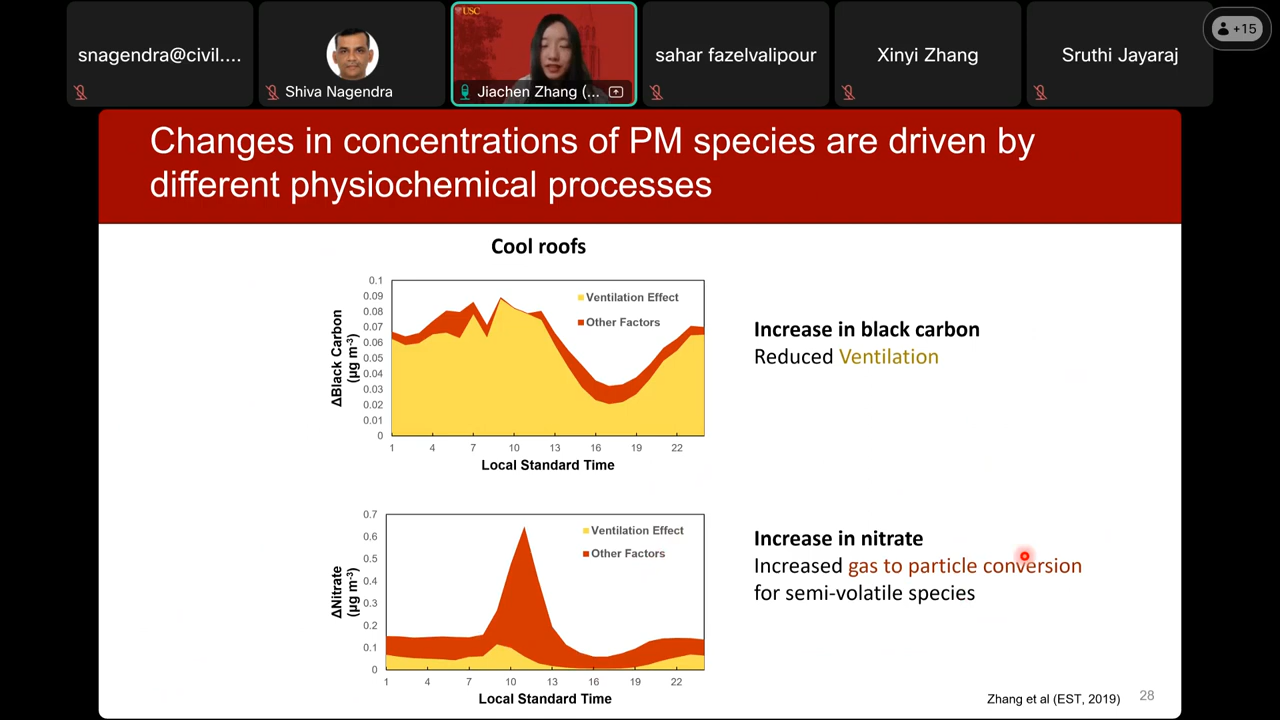 snagendra@civil....
Shiva Nagendra
USC
Jiachen Zhang (...
sahar fazelvalipour
Xinyi Zhang
Sruthi Jayaraj
+15
Changes in concentrations of PM species are driven by
different physiochemical processes
Cool roofs
ΔBlack Carbon
(µg m⁻³)
0.1
0.09
0.08
0.07
0.06
0.05
0.04
0.03
0.02
0.01
0
Ventilation Effect
Other Factors
1 4 7 10 13 16 19 22
Local Standard Time
Increase in black carbon
Reduced Ventilation
ΔNitrate
(µg m⁻³)
0.7
0.6
0.5
0.4
0.3
0.2
0.1
0
Ventilation Effect
Other Factors
1 4 7 10 13 16 19 22
Local Standard Time
Increase in nitrate
Increased gas to particle conversion
for semi-volatile species
Zhang et al (EST, 2019)
28